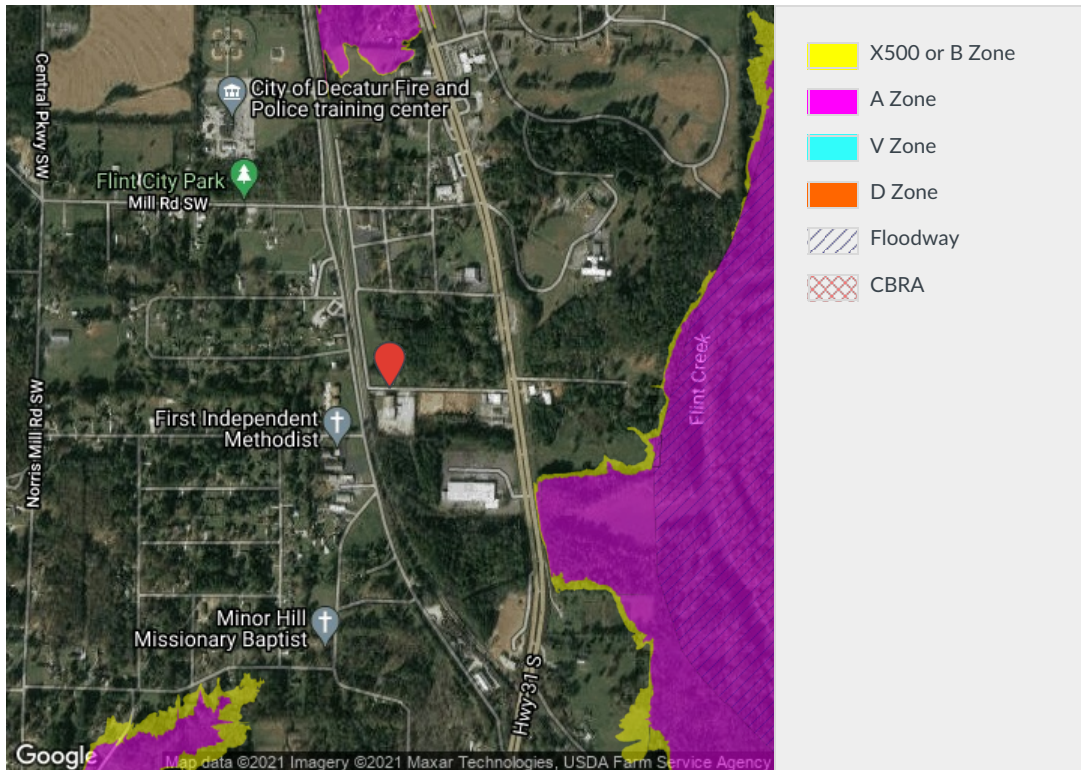 Central Pkwy SW
City of Decatur Fire and
Police training center
Flint City Park
Mill Rd SW
Flint Creek
First Independent
Methodist
Norris Mill Rd SW
Minor Hill
Missionary Baptist
Hwy 31 S
Google
Map data ©2021 Imagery ©2021 Maxar Technologies, USDA Farm Service Agency
X500 or B Zone
A Zone
V Zone
D Zone
Floodway
CBRA